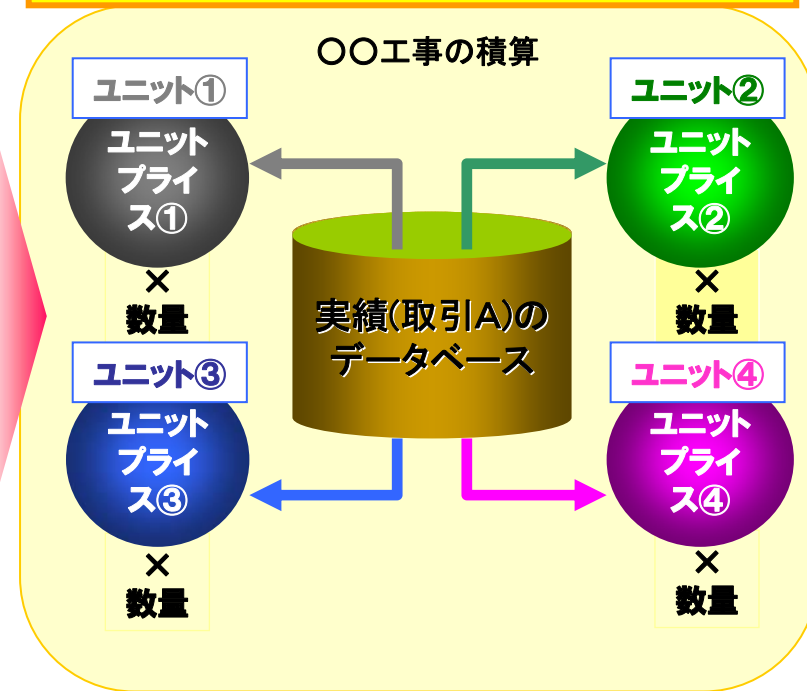 〇〇工事の積算
ユニット①
ユニット
プライ
ス①
×
数量
ユニット②
ユニット
プライ
ス②
×
数量
実績(取引A)の
データベース
ユニット③
ユニット
プライ
ス③
×
数量
ユニット④
ユニット
プライ
ス④
×
数量